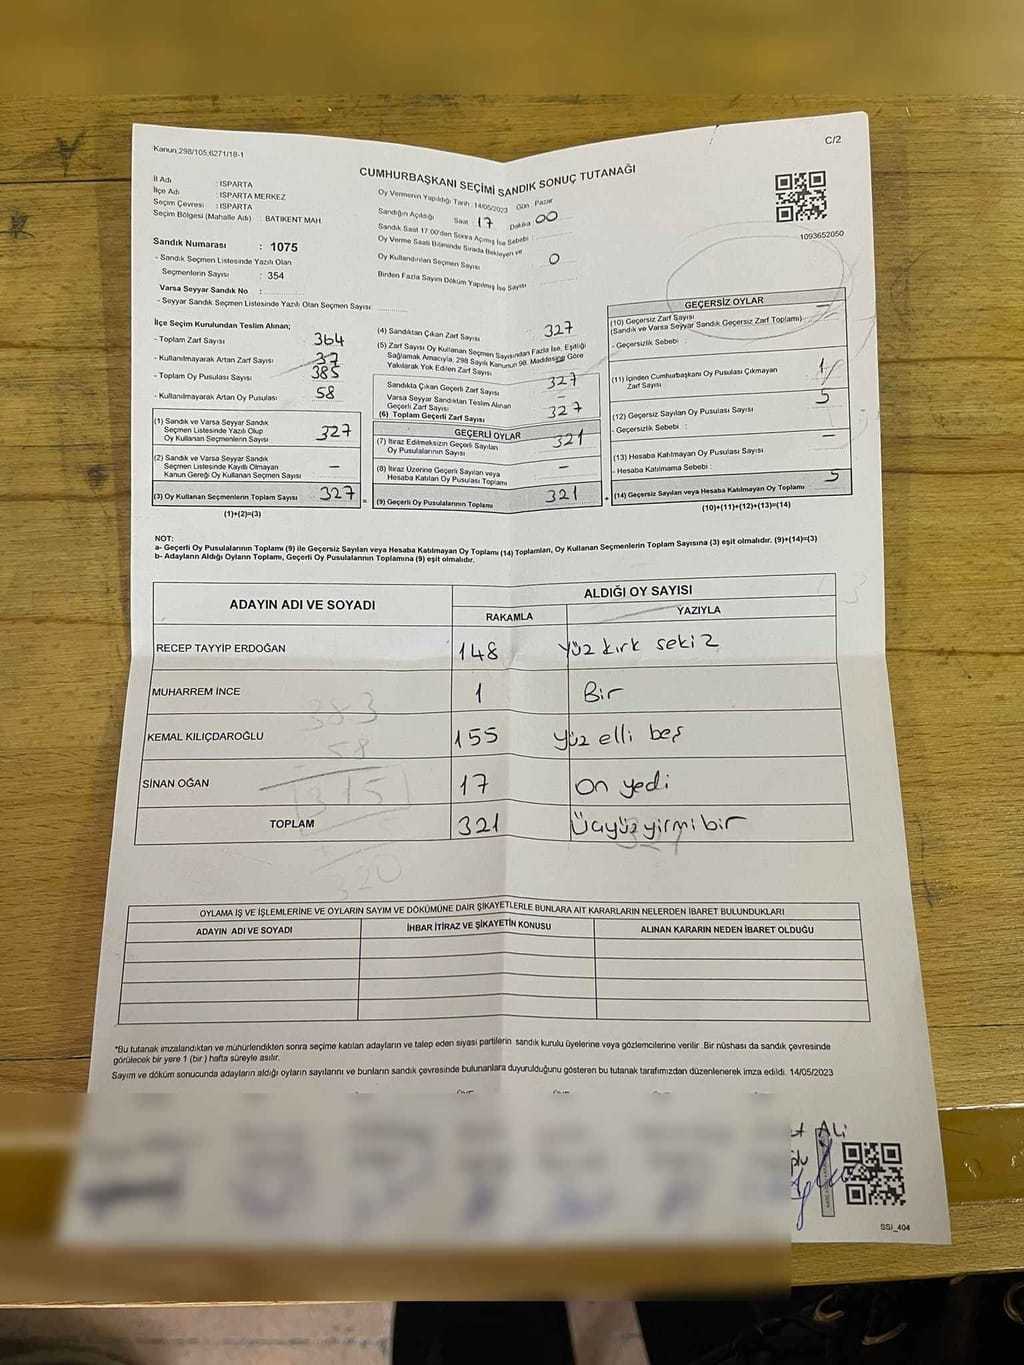 Kanun 298/105,6271/18-1
C/2
CUMHURBAŞKANI SEÇİMİ SANDIK SONUÇ TUTANAĞI
İl Adı : ISPARTA
İlçe Adı : ISPARTA MERKEZ
Seçim Çevresi : ISPARTA
Seçim Bölgesi (Mahalle Adı) : BATIKENT MAH.
Sandık Numarası : 1075
- Sandık Seçmen Listesinde Yazılı Olan
Seçmenlerin Sayısı : 354
Varsa Seyyar Sandık No :
- Seyyar Sandık Seçmen Listesinde Yazılı Olan Seçmen Sayısı:
Oy Vermenin Yapıldığı Tarih : 14/05/2023 Gün : Pazar
Sandığın Açıldığı Saat : 17 Dakika : 00
Sandık Saat 17.00'den Sonra Açılmış İse Sebebi :
Oy Verme Saati Bitiminde Sırada Bekleyen ve
Oy Kullandırılan Seçmen Sayısı 0
Birden Fazla Sayım Döküm Yapılmış İse Sayısı
1093652050
İlçe Seçim Kurulundan Teslim Alınan;
- Toplam Zarf Sayısı 364
- Kullanılmayarak Artan Zarf Sayısı 37
- Toplam Oy Pusulası Sayısı 385
- Kullanılmayarak Artan Oy Pusulası 58
(1) Sandık ve Varsa Seyyar Sandık
Seçmen Listesinde Yazılı Olup
Oy Kullanan Seçmenlerin Sayısı 327
(2) Sandık ve Varsa Seyyar Sandık
Seçmen Listesinde Kayıtlı Olmayan
Kanun Gereği Oy Kullanan Seçmen Sayısı –
(3) Oy Kullanan Seçmenlerin Toplam Sayısı 327 =
(1)+(2)=(3)
(4) Sandıktan Çıkan Zarf Sayısı 327
(5) Zarf Sayısı Oy Kullanan Seçmen Sayısından Fazla İse, Eşitliği
Sağlamak Amacıyla, 298 Sayılı Kanunun 98. Maddesine Göre
Yakılarak Yok Edilen Zarf Sayısı
Sandıkta Çıkan Geçerli Zarf Sayısı 327
Varsa Seyyar Sandıktan Teslim Alınan
Geçerli Zarf Sayısı –
(6) Toplam Geçerli Zarf Sayısı 327
GEÇERLİ OYLAR
(7) İtiraz Edilmeksizin Geçerli Sayılan
Oy Pusulalarının Sayısı 321
(8) İtiraz Üzerine Geçerli Sayılan veya
Hesaba Katılan Oy Pusulası Toplamı –
(9) Geçerli Oy Pusulalarının Toplamı 321 +
GEÇERSİZ OYLAR
(10) Geçersiz Zarf Sayısı
(Sandık ve Varsa Seyyar Sandık Geçersiz Zarf Toplamı) –
- Geçersizlik Sebebi :
(11) İçinden Cumhurbaşkanı Oy Pusulası Çıkmayan
Zarf Sayısı 1
(12) Geçersiz Sayılan Oy Pusulası Sayısı 5
- Geçersizlik Sebebi :
(13) Hesaba Katılmayan Oy Pusulası Sayısı –
- Hesaba Katılmama Sebebi :
(14) Geçersiz Sayılan veya Hesaba Katılmayan Oy Toplamı 5
(10)+(11)+(12)+(13)=(14)
NOT:
a- Geçerli Oy Pusulalarının Toplamı (9) ile Geçersiz Sayılan veya Hesaba Katılmayan Oy Toplamı (14) Toplamları, Oy Kullanan Seçmenlerin Toplam Sayısına (3) eşit olmalıdır. (9)+(14)=(3)
b- Adayların Aldığı Oyların Toplamı, Geçerli Oy Pusulalarının Toplamına (9) eşit olmalıdır.
ADAYIN ADI VE SOYADI
ALDIĞI OY SAYISI
RAKAMLA YAZIYLA
RECEP TAYYİP ERDOĞAN 148 Yüz kırk sekiz
MUHARREM İNCE 1 Bir
383
KEMAL KILIÇDAROĞLU 155 yüz elli beş
58
SİNAN OĞAN 17 On yedi
315
TOPLAM 321 Üçyüzyirmibir
320
OYLAMA İŞ VE İŞLEMLERİNE VE OYLARIN SAYIM VE DÖKÜMÜNE DAİR ŞİKAYETLERLE BUNLARA AİT KARARLARIN NELERDEN İBARET BULUNDUKLARI
ADAYIN ADI VE SOYADI İHBAR İTİRAZ VE ŞİKAYETİN KONUSU ALINAN KARARIN NEDEN İBARET OLDUĞU
*Bu tutanak imzalandıktan ve mühürlendikten sonra seçime katılan adayların ve talep eden siyasi partilerin sandık kurulu üyelerine veya gözlemcilerine verilir .Bir nüshası da sandık çevresinde
görülecek bir yere 1 (bir ) hafta süreyle asılır.
Sayım ve döküm sonucunda adayların aldığı oyların sayılarını ve bunların sandık çevresinde bulunanlara duyurulduğunu gösteren bu tutanak tarafımızdan düzenlenerek imza edildi. 14/05/2023
Ali
SSI_404